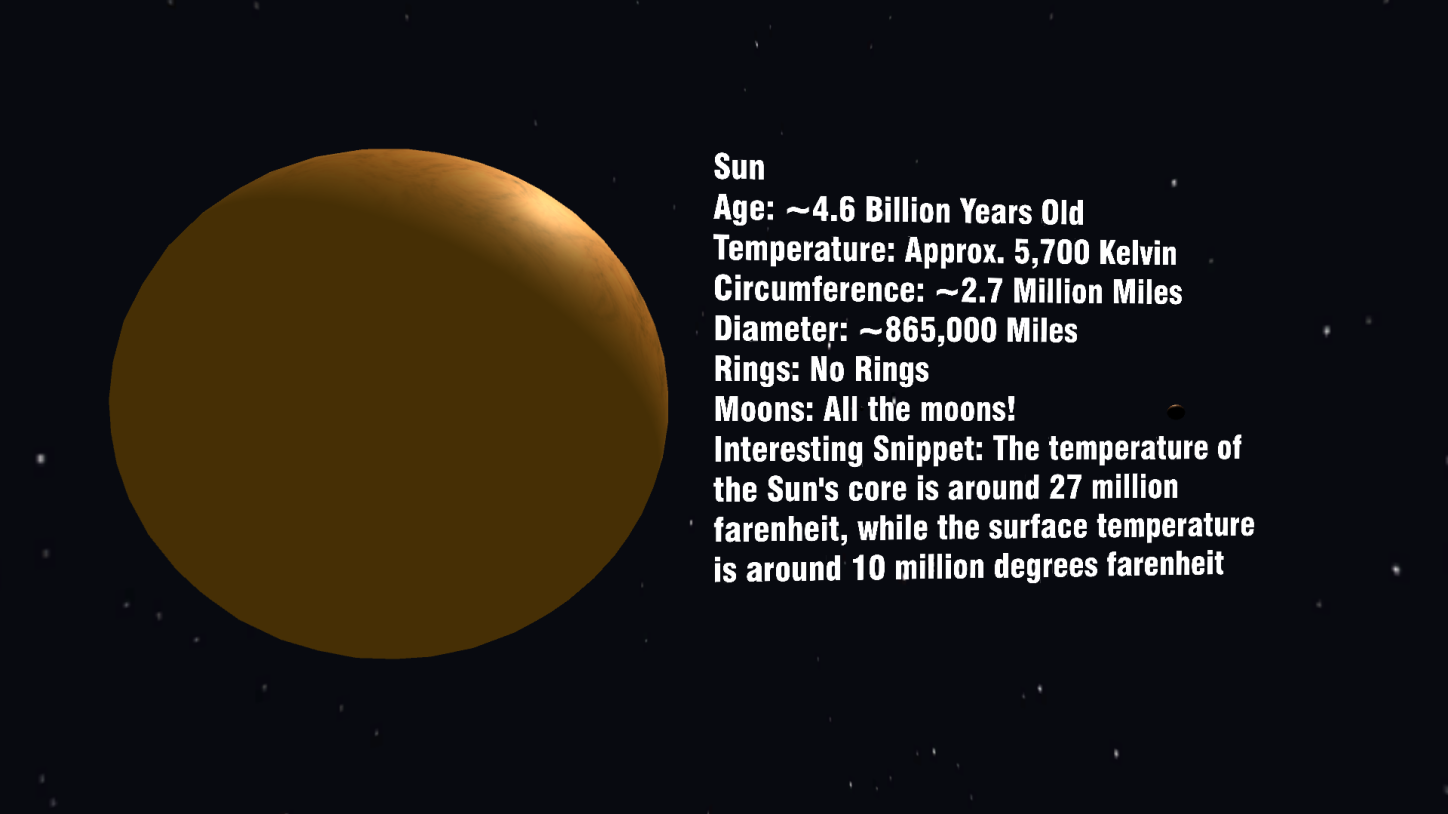 Sun
Age: ~4.6 Billion Years Old
Temperature: Approx. 5,700 Kelvin
Circumference: ~2.7 Million Miles
Diameter: ~865,000 Miles
Rings: No Rings
Moons: All the moons!
Interesting Snippet: The temperature of
the Sun's core is around 27 million
farenheit, while the surface temperature
is around 10 million degrees farenheit